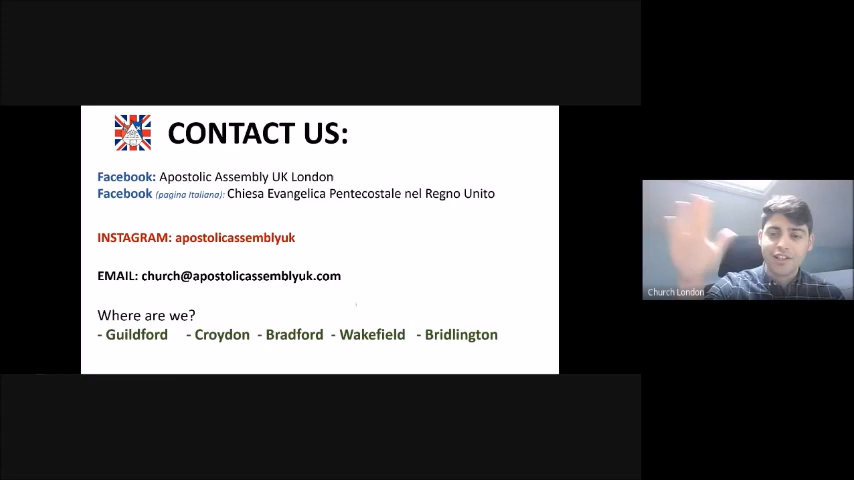 CONTACT US:
Facebook: Apostolic Assembly UK London
Facebook (pagina Italiana): Chiesa Evangelica Pentecostale nel Regno Unito
INSTAGRAM: apostolicassemblyuk
EMAIL: church@apostolicassemblyuk.com
Where are we?
- Guildford - Croydon - Bradford - Wakefield - Bridlington
Church London